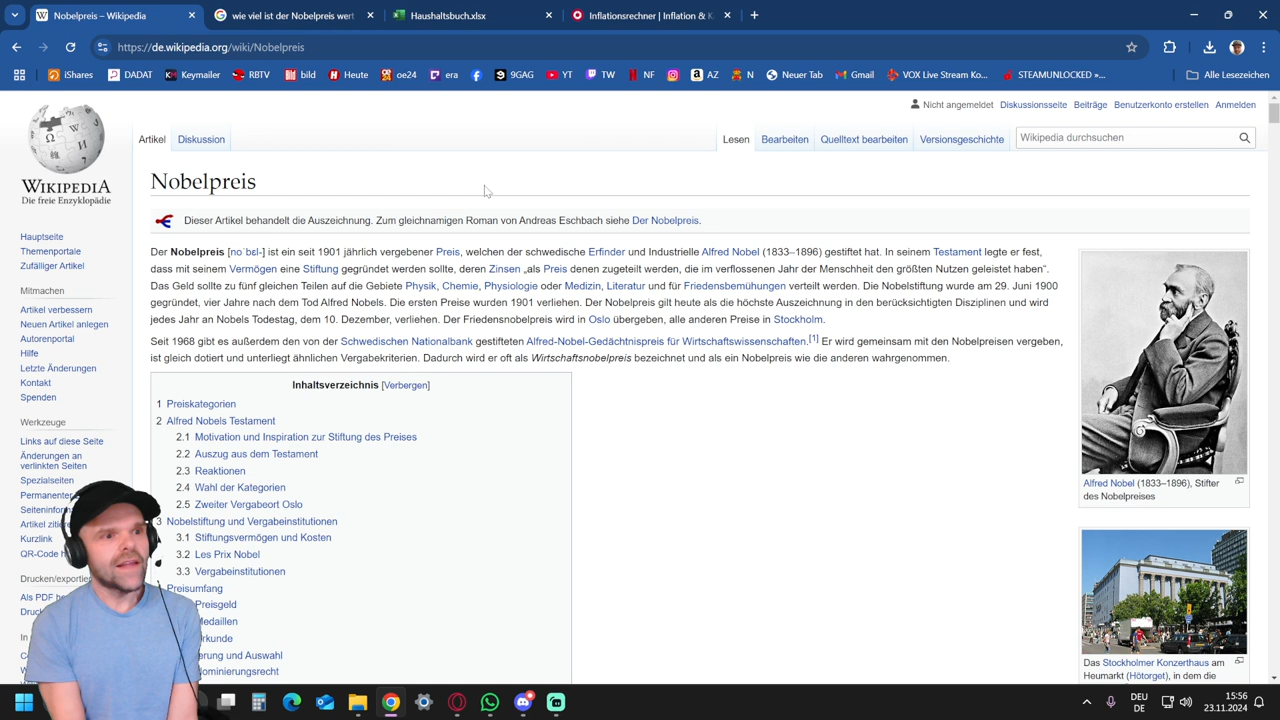 Nobelpreis – Wikipedia
wie viel ist der Nobelpreis wert
Haushaltsbuch.xlsx
Inflationsrechner | Inflation & K
https://de.wikipedia.org/wiki/Nobelpreis
iShares DADAT Keymailer RBTV bild Heute oe24 era 9GAG YT TW NF AZ N Neuer Tab Gmail VOX Live Stream Ko... STEAMUNLOCKED »... Alle Lesezeichen
Nicht angemeldet Diskussionsseite Beiträge Benutzerkonto erstellen Anmelden
Artikel Diskussion Lesen Bearbeiten Quelltext bearbeiten Versionsgeschichte Wikipedia durchsuchen
WIKIPEDIA
Die freie Enzyklopädie
Hauptseite
Themenportale
Zufälliger Artikel
Mitmachen
Artikel verbessern
Neuen Artikel anlegen
Autorenportal
Hilfe
Letzte Änderungen
Kontakt
Spenden
Werkzeuge
Links auf diese Seite
Änderungen an
verlinkten Seiten
Spezialseiten
Permanenter
Artikel
Kurzlink
QR-Code
Drucken/exportieren
Als PDF
Nobelpreis
Dieser Artikel behandelt die Auszeichnung. Zum gleichnamigen Roman von Andreas Eschbach siehe Der Nobelpreis.
Der Nobelpreis [noˈbɛl-] ist ein seit 1901 jährlich vergebener Preis, welchen der schwedische Erfinder und Industrielle Alfred Nobel (1833–1896) gestiftet hat. In seinem Testament legte er fest,
dass mit seinem Vermögen eine Stiftung gegründet werden sollte, deren Zinsen „als Preis denen zugeteilt werden, die im verflossenen Jahr der Menschheit den größten Nutzen geleistet haben“.
Das Geld sollte zu fünf gleichen Teilen auf die Gebiete Physik, Chemie, Physiologie oder Medizin, Literatur und für Friedensbemühungen verteilt werden. Die Nobelstiftung wurde am 29. Juni 1900
gegründet, vier Jahre nach dem Tod Alfred Nobels. Die ersten Preise wurden 1901 verliehen. Der Nobelpreis gilt heute als die höchste Auszeichnung in den berücksichtigten Disziplinen und wird
jedes Jahr an Nobels Todestag, dem 10. Dezember, verliehen. Der Friedensnobelpreis wird in Oslo übergeben, alle anderen Preise in Stockholm.
Seit 1968 gibt es außerdem den von der Schwedischen Nationalbank gestifteten Alfred-Nobel-Gedächtnispreis für Wirtschaftswissenschaften.[1] Er wird gemeinsam mit den Nobelpreisen vergeben,
ist gleich dotiert und unterliegt ähnlichen Vergabekriterien. Dadurch wird er oft als Wirtschaftsnobelpreis bezeichnet und als ein Nobelpreis wie die anderen wahrgenommen.
Inhaltsverzeichnis [Verbergen]
1 Preiskategorien
2 Alfred Nobels Testament
2.1 Motivation und Inspiration zur Stiftung des Preises
2.2 Auszug aus dem Testament
2.3 Reaktionen
2.4 Wahl der Kategorien
2.5 Zweiter Vergabeort Oslo
3 Nobelstiftung und Vergabeinstitutionen
3.1 Stiftungsvermögen und Kosten
3.2 Les Prix Nobel
3.3 Vergabeinstitutionen
Preisumfang
Preisgeld
Medaillen
Urkunde
erung und Auswahl
Nominierungsrecht
Alfred Nobel (1833–1896), Stifter
des Nobelpreises
Das Stockholmer Konzerthaus am
Heumarkt (Hötorget), in dem die
DEU
DE
15:56
23.11.2024